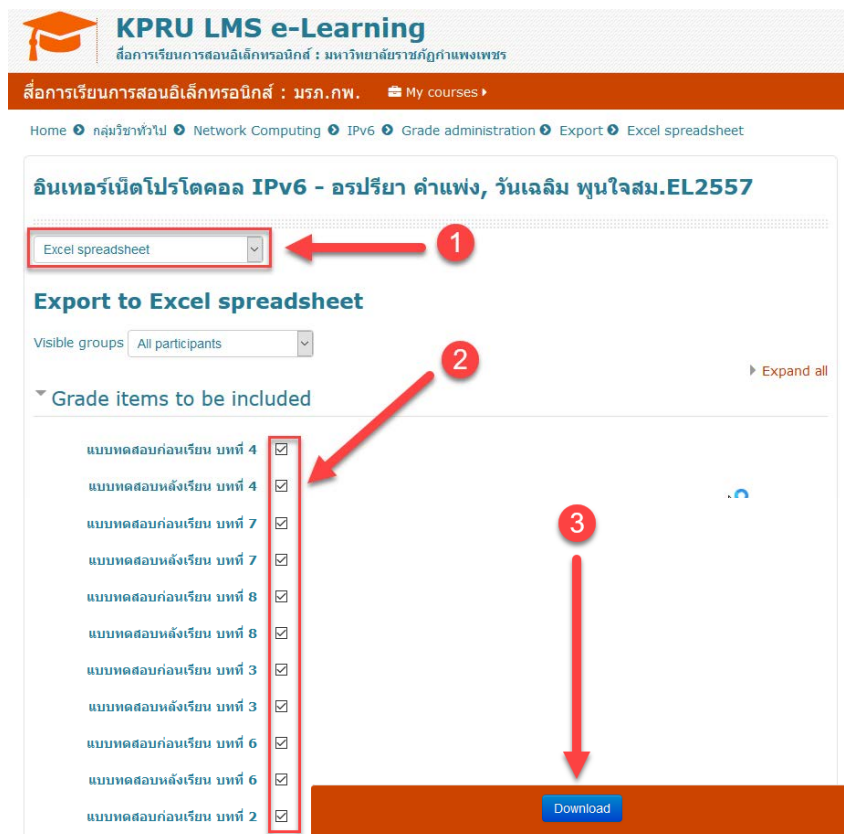 KPRU LMS e-Learning
สื่อการเรียนการสอนอิเล็กทรอนิกส์ : มหาวิทยาลัยราชภัฏกำแพงเพชร
สื่อการเรียนการสอนอิเล็กทรอนิกส์ : มรภ.กพ. My courses
Home กลุ่มวิชาทั่วไป Network Computing IPv6 Grade administration Export Excel spreadsheet
อินเทอร์เน็ตโปรโตคอล IPv6 - อรปรียา คำแพ่ง, วันเฉลิม พูนใจสม.EL2557
Excel spreadsheet
1
Export to Excel spreadsheet
Visible groups All participants
2
Expand all
Grade items to be included
แบบทดสอบก่อนเรียน บทที่ 4
แบบทดสอบหลังเรียน บทที่ 4
แบบทดสอบก่อนเรียน บทที่ 7
3
แบบทดสอบหลังเรียน บทที่ 7
แบบทดสอบก่อนเรียน บทที่ 8
แบบทดสอบหลังเรียน บทที่ 8
แบบทดสอบก่อนเรียน บทที่ 3
แบบทดสอบหลังเรียน บทที่ 3
แบบทดสอบก่อนเรียน บทที่ 6
แบบทดสอบหลังเรียน บทที่ 6
แบบทดสอบก่อนเรียน บทที่ 2
Download